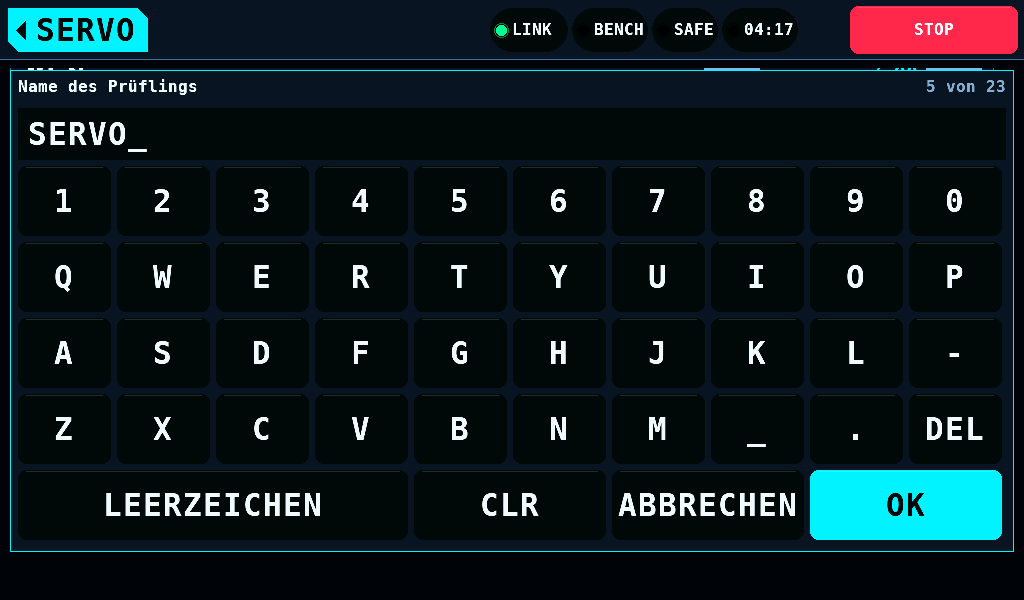 SERVO LINK BENCH SAFE 04:17 STOP
Name des Prüflings 5 von 23
SERVO_
1 2 3 4 5 6 7 8 9 0
Q W E R T Y U I O P
A S D F G H J K L -
Z X C V B N M _ . DEL
LEERZEICHEN CLR ABBRECHEN OK